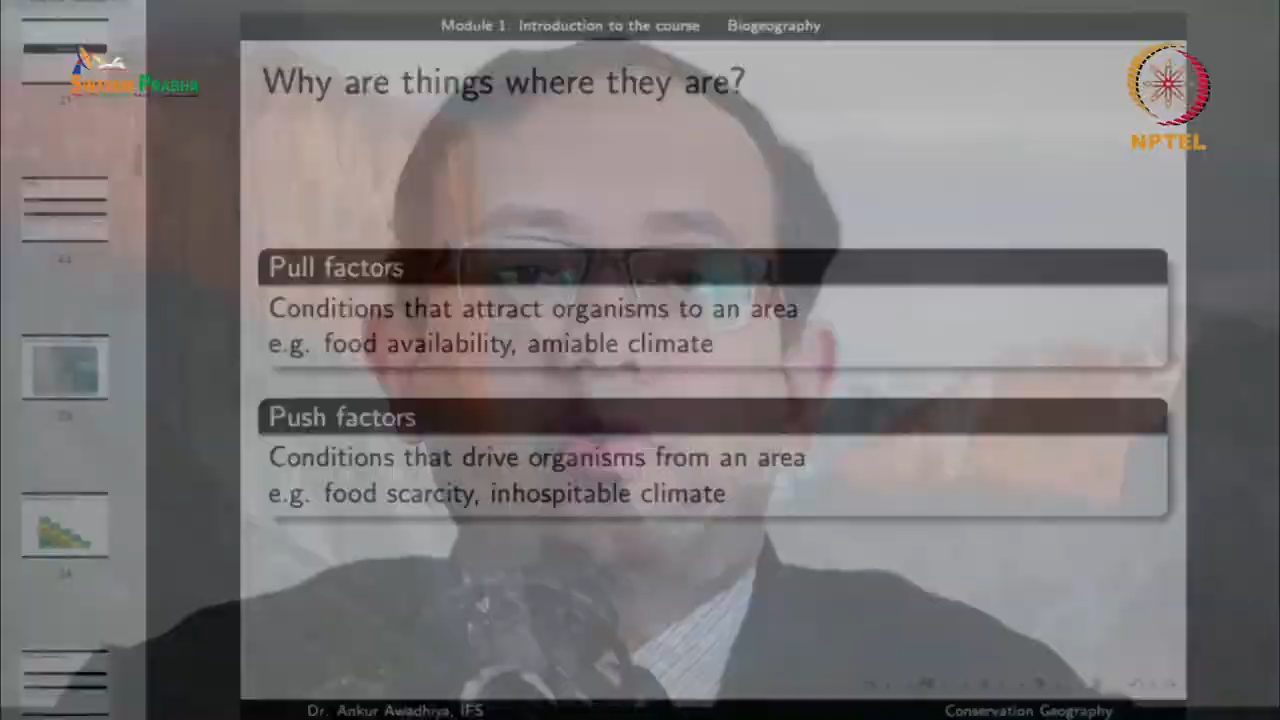 Module 1: Introduction to the course Biogeography
SWAYAM PRABHA
Why are things where they are?
NPTEL
Pull factors
Conditions that attract organisms to an area
e.g. food availability, amiable climate
Push factors
Conditions that drive organisms from an area
e.g. food scarcity, inhospitable climate
Dr. Ankur Awadhiya, IFS
Conservation Geography